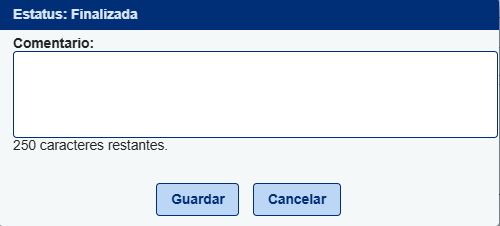 Estatus: Finalizada
Comentario:
250 caracteres restantes.
Guardar Cancelar